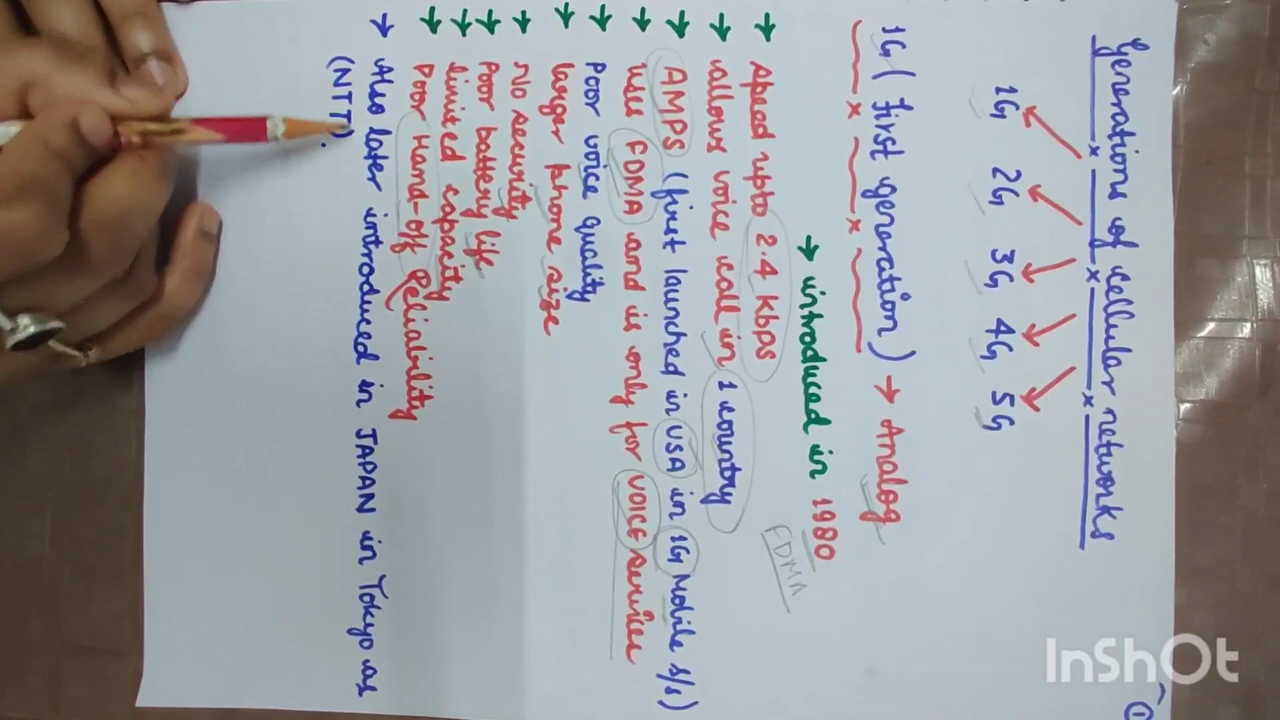 ①
Generations of cellular networks
1G 2G 3G 4G 5G
1G (first generation) → Analog
→ introduced in 1980
FDMA
→ speed upto 2.4 kbps
→ allows voice call in 1 country
→ AMPS (first launched in USA in 1G Mobile s/s)
→ uses FDMA and is only for VOICE service
→ Poor voice quality
→ larger phone size
→ No security
→ Poor battery life
→ limited capacity
→ Poor Hand-off Reliability
→ Also later introduced in JAPAN in Tokyo as
(NTT).
InShOt